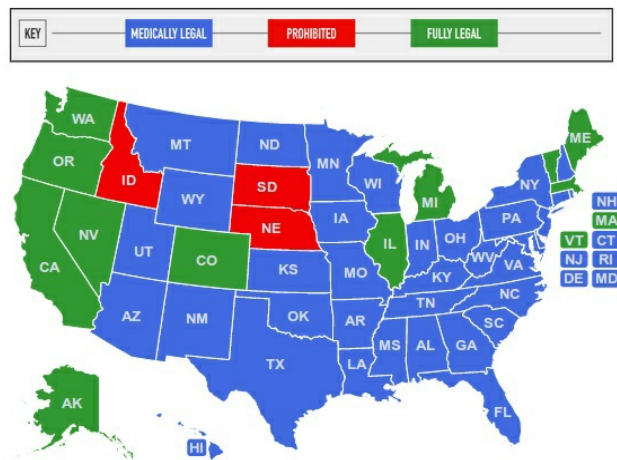 KEY MEDICALLY LEGAL PROHIBITED FULLY LEGAL
WA
ME
MT ND
OR MN
ID SD WI NY NH
WY MI MA
IA PA VT CT
NE
NV IL IN OH NJ RI
UT CO WV DE MD
CA KS MO VA
KY
NC
TN
AZ NM OK AR SC
MS AL GA
TX LA
FL
AK
HI